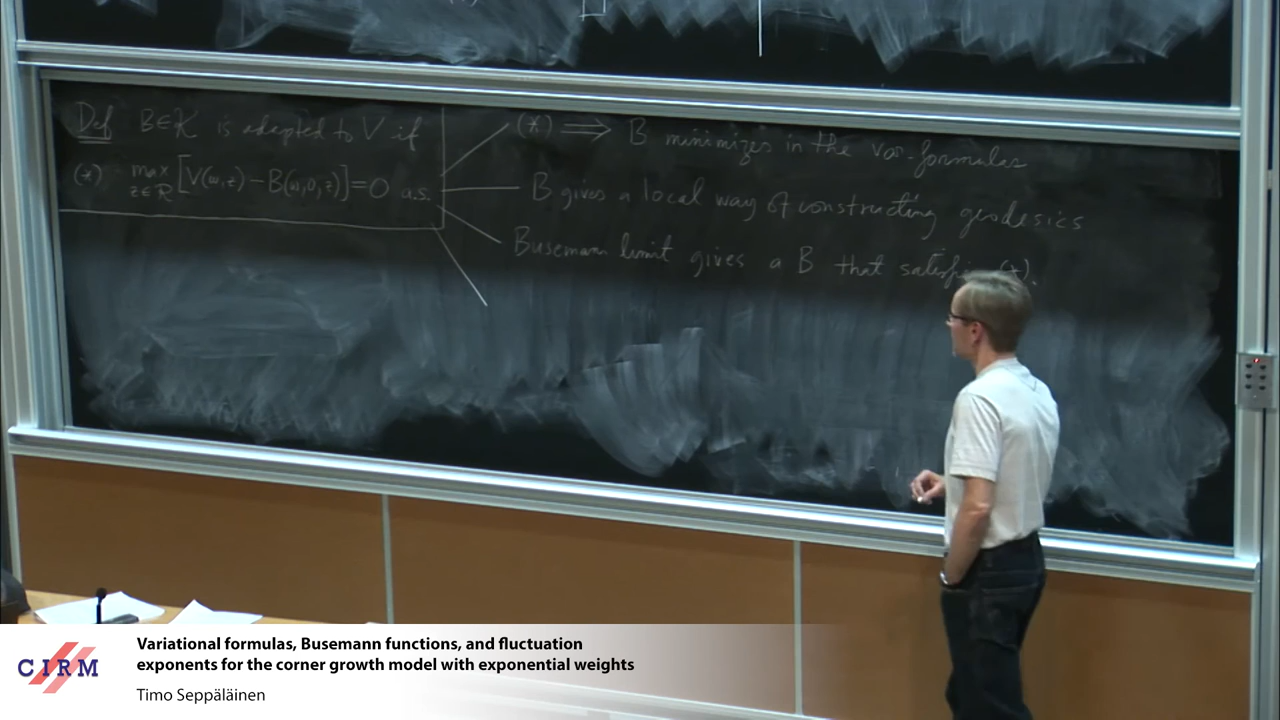 Def B∈K is adapted to V if
(*) max z∈R [V(ω,z) − B(ω,0,z)] = 0 a.s.
(*) ⟹ B minimizes in the var. formulas
B gives a local way of constructing geodesics
Busemann limit gives a B that satisfies (*).
CIRM
Variational formulas, Busemann functions, and fluctuation
exponents for the corner growth model with exponential weights
Timo Seppäläinen